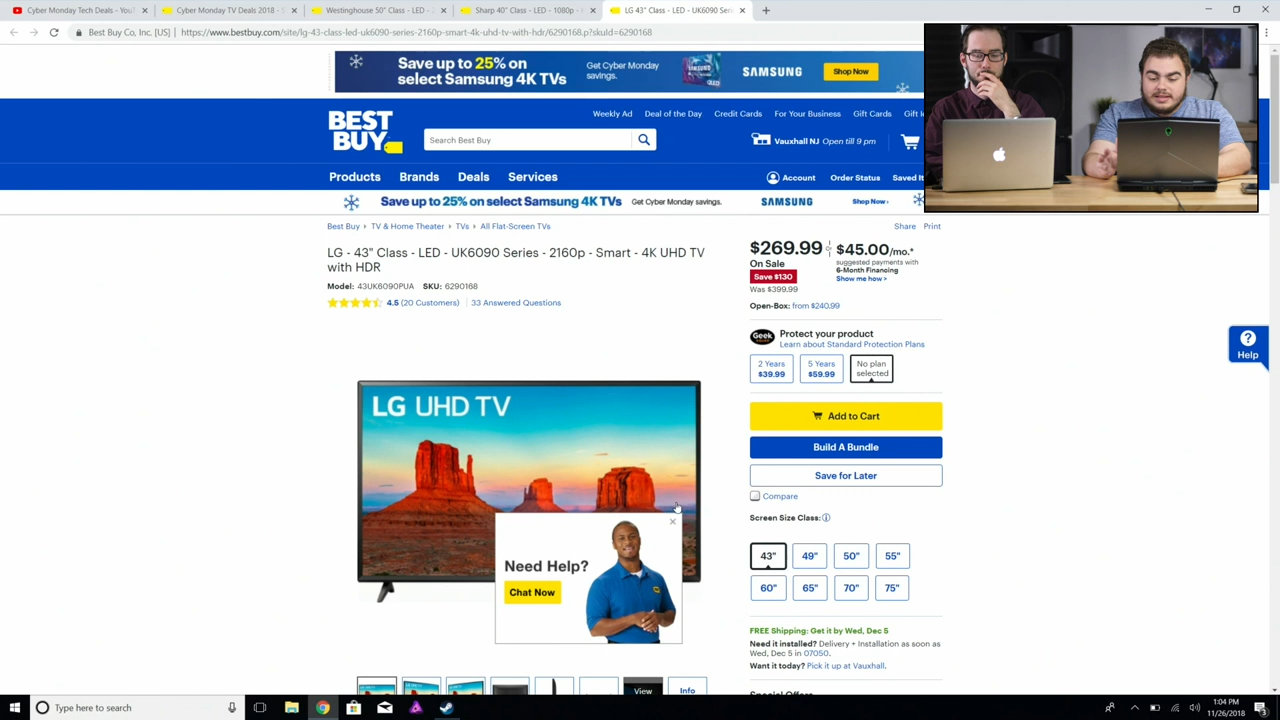 Cyber Monday Tech Deals - You
Cyber Monday TV Deals 2018 - S
Westinghouse 50" Class - LED - 2
Sharp 40" Class - LED - 1080p - S
LG 43" Class - LED - UK6090 Seri
Best Buy Co, Inc. [US] | https://www.bestbuy.com/site/lg-43-class-led-uk6090-series-2160p-smart-4k-uhd-tv-with-hdr/6290168.p?skuId=6290168
Save up to 25% on
select Samsung 4K TVs
Get Cyber Monday
savings.
SAMSUNG
Shop Now
BEST
BUY
Weekly Ad
Deal of the Day
Credit Cards
For Your Business
Gift Cards
Search Best Buy
Vauxhall NJ Open till 9 pm
Products
Brands
Deals
Services
Account
Order Status
Saved It
Save up to 25% on select Samsung 4K TVs
Get Cyber Monday savings.
SAMSUNG
Shop Now ›
Best Buy
TV & Home Theater
TVs
All Flat-Screen TVs
Share
Print
LG - 43" Class - LED - UK6090 Series - 2160p - Smart - 4K UHD TV
with HDR
Model: 43UK6090PUA SKU: 6290168
4.5 (20 Customers)
33 Answered Questions
$269.99
or
$45.00/mo.*
On Sale
Save $130
Was $399.99
suggested payments with
6-Month Financing
Show me how >
Open-Box: from $240.99
Geek
Protect your product
Learn about Standard Protection Plans
2 Years
$39.99
5 Years
$59.99
No plan
selected
LG UHD TV
Add to Cart
Build A Bundle
Save for Later
Compare
? Help
Screen Size Class:
43"
49"
50"
55"
60"
65"
70"
75"
Need Help?
Chat Now
FREE Shipping: Get it by Wed, Dec 5
Need it installed? Delivery + Installation as soon as
Wed, Dec 5 in 07050.
Want it today? Pick it up at Vauxhall.
View
Info
Special Offers
Type here to search
1:04 PM
11/26/2018
3